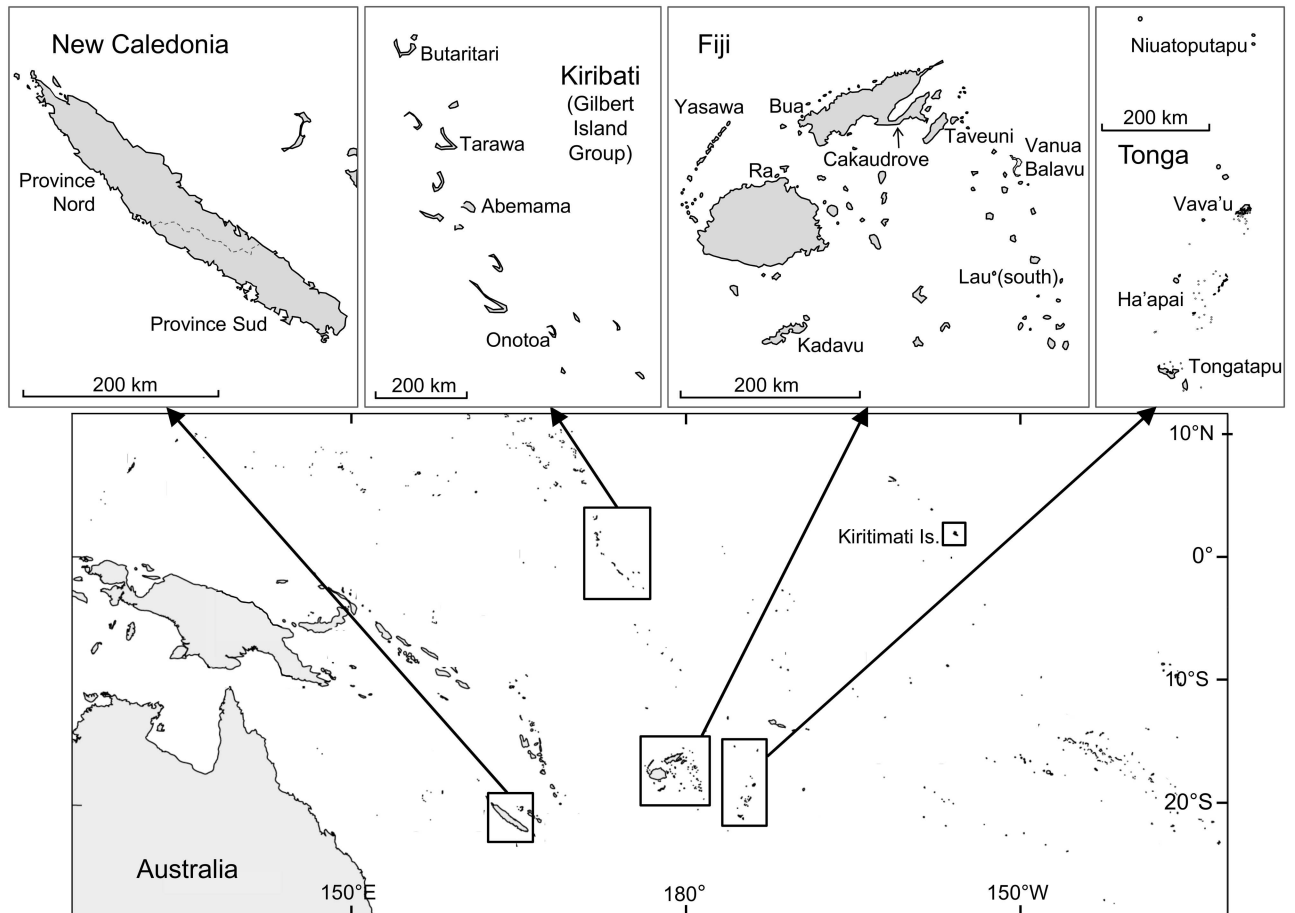 New Caledonia
Province
Nord
Province Sud
200 km
Butaritari
Kiribati
(Gilbert
Island
Group)
Tarawa
Abemama
Onotoa
200 km
Fiji
Yasawa
Bua
Taveuni
Cakaudrove
Vanua
Balavu
Ra
Lau (south)
Kadavu
200 km
Niuatoputapu
200 km
Tonga
Vava'u
Ha'apai
Tongatapu
10°N
Kiritimati Is.
0°
10°S
20°S
Australia
150°E
180°
150°W